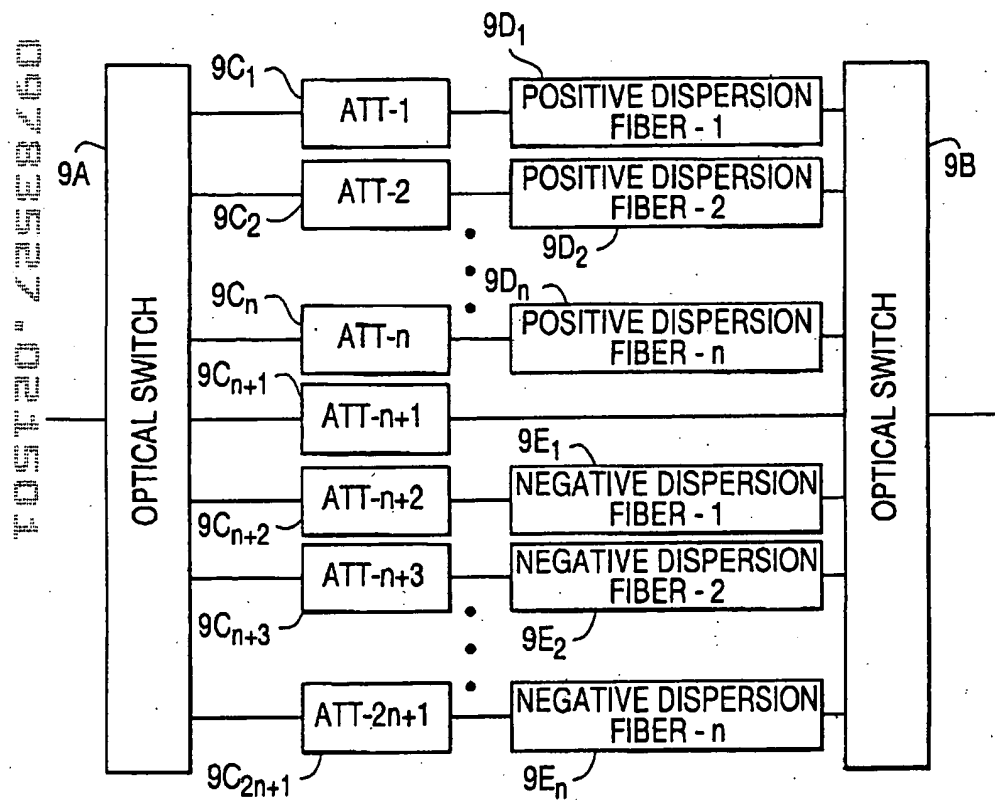 09783527.021501
9A
OPTICAL SWITCH
9C1
ATT-1
9D1
POSITIVE DISPERSION
FIBER - 1
9C2
ATT-2
POSITIVE DISPERSION
FIBER - 2
9D2
9Cn
ATT-n
9Dn
POSITIVE DISPERSION
FIBER - n
9Cn+1
ATT-n+1
9Cn+2
ATT-n+2
9E1
NEGATIVE DISPERSION
FIBER - 1
9Cn+3
ATT-n+3
NEGATIVE DISPERSION
FIBER - 2
9E2
ATT-2n+1
9C2n+1
NEGATIVE DISPERSION
FIBER - n
9En
OPTICAL SWITCH
9B